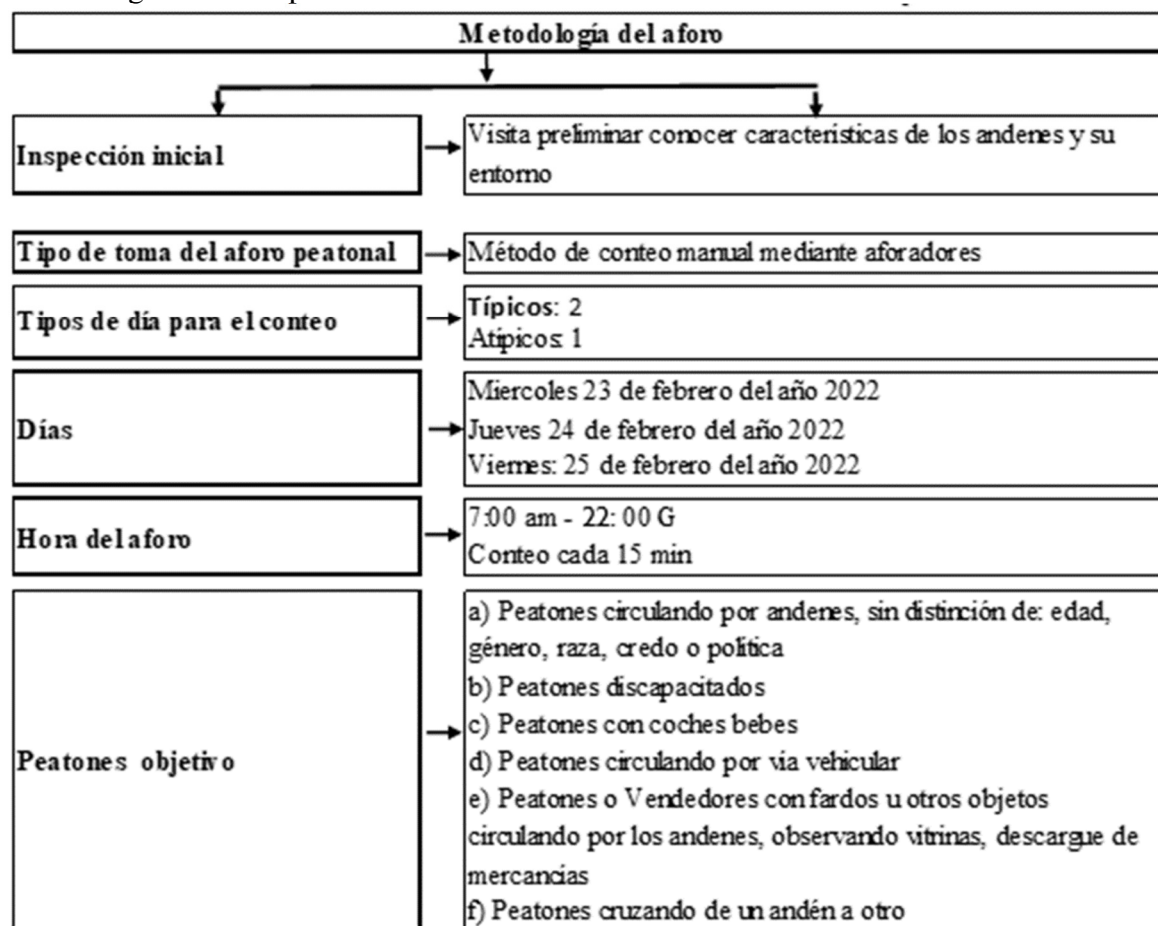 Metodología del aforo
Inspección inicial
Visita preliminar conocer características de los andenes y su
entorno
Tipo de toma del aforo peatonal
Método de conteo manual mediante aforadores
Tipos de día para el conteo
Típicos: 2
Atípicos: 1
Días
Miercoles 23 de febrero del año 2022
Jueves 24 de febrero del año 2022
Viernes: 25 de febrero del año 2022
Hora del aforo
7:00 am - 22: 00 G
Conteo cada 15 min
Peatones objetivo
a) Peatones circulando por andenes, sin distinción de: edad,
género, raza, credo o política
b) Peatones discapacitados
c) Peatones con coches bebes
d) Peatones circulando por via vehicular
e) Peatones o Vendedores con fardos u otros objetos
circulando por los andenes, observando vitrinas, descargue de
mercancías
f) Peatones cruzando de un andén a otro